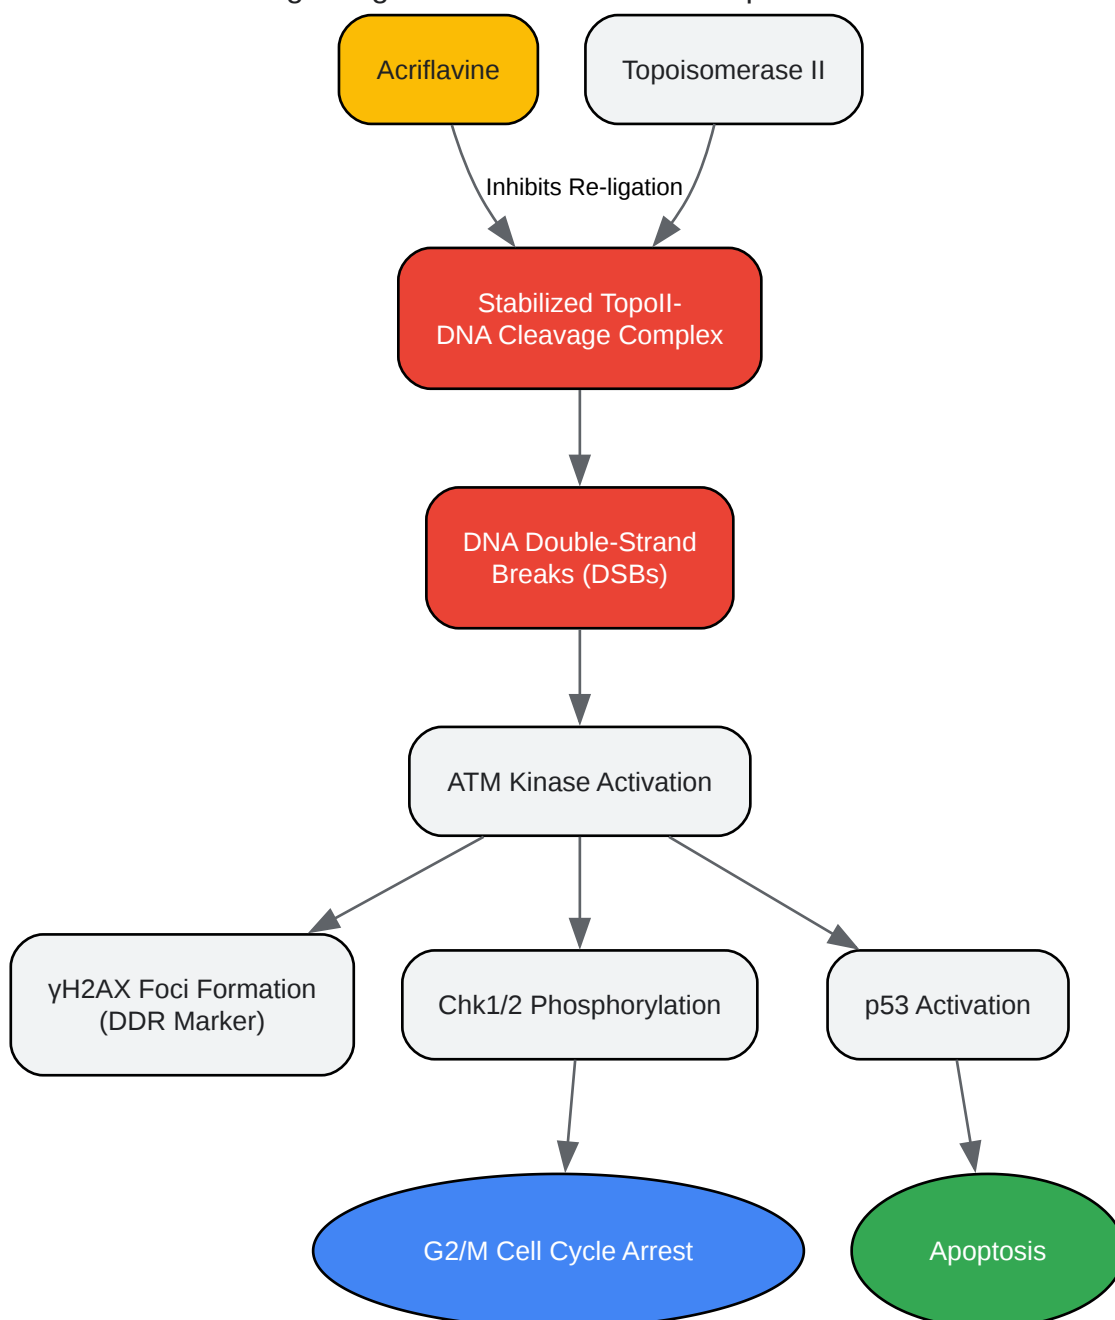 Acriflavine
Topoisomerase II
Inhibits Re-ligation
Stabilized TopoII-
DNA Cleavage Complex
DNA Double-Strand
Breaks (DSBs)
ATM Kinase Activation
γH2AX Foci Formation
(DDR Marker)
Chk1/2 Phosphorylation
p53 Activation
G2/M Cell Cycle Arrest
Apoptosis